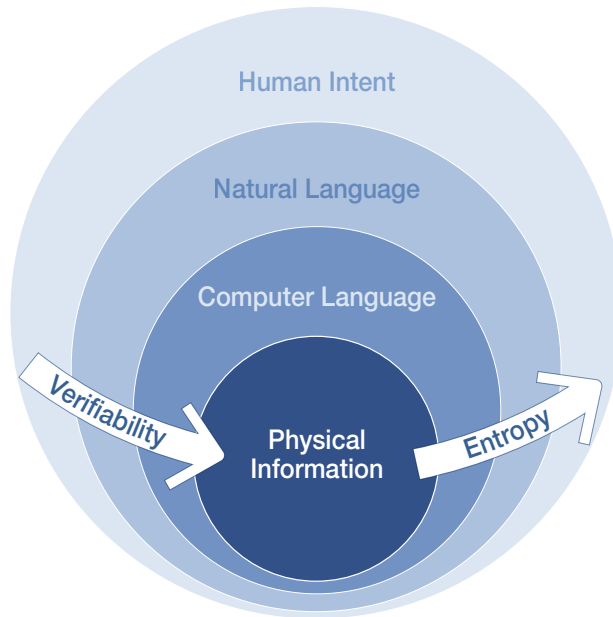 Human Intent
Natural Language
Computer Language
Verifiability
Physical
Information
Entropy